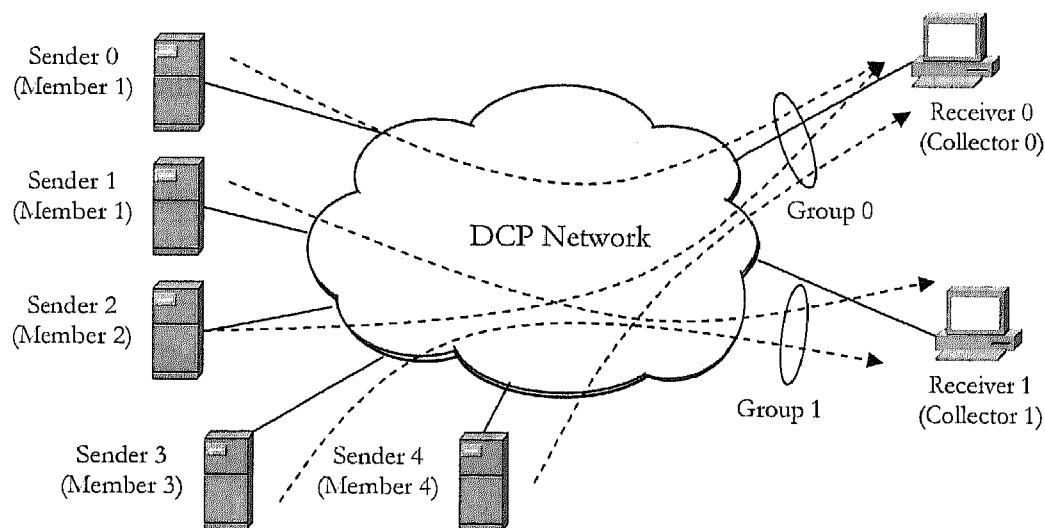 Sender 0
(Member 1)
Receiver 0
(Collector 0)
Sender 1
(Member 1)
Group 0
DCP Network
Sender 2
(Member 2)
Receiver 1
(Collector 1)
Group 1
Sender 3
(Member 3)
Sender 4
(Member 4)